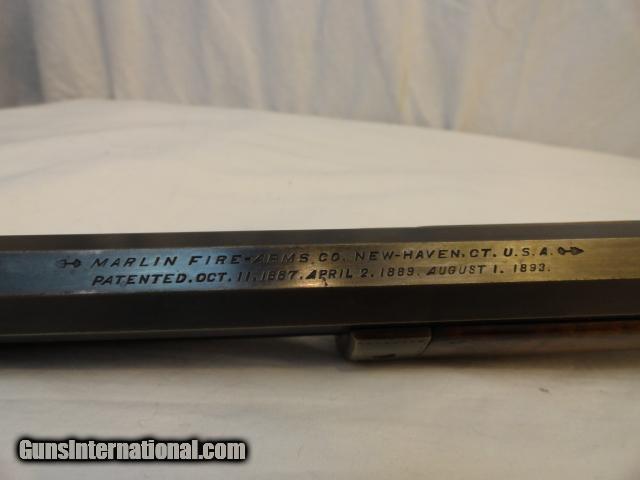 MARLIN FIRE-ARMS. CO. NEW-HAVEN. CT. U.S.A.
PATENTED. OCT. 11. 1887. APRIL 2. 1889. AUGUST 1. 1893.
GunsInternational.com